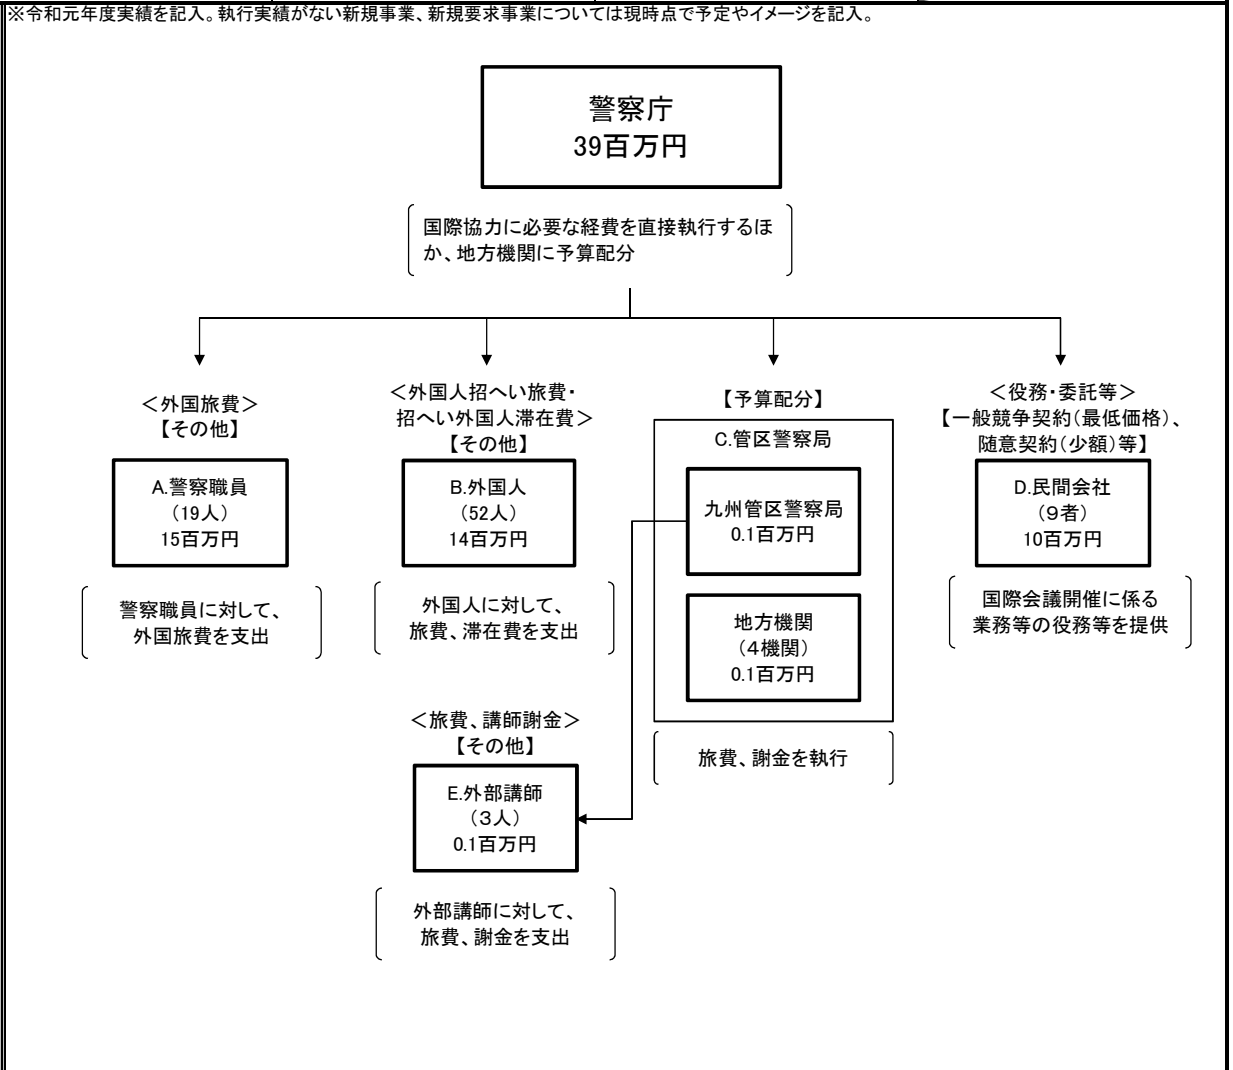 ※令和元年度実績を記入。執行実績がない新規事業、新規要求事業については現時点で予定やイメージを記入。
警察庁
39百万円
国際協力に必要な経費を直接執行するほ
か、地方機関に予算配分
＜外国旅費＞
【その他】
A.警察職員
（19人）
15百万円
警察職員に対して、
外国旅費を支出
＜外国人招へい旅費・
招へい外国人滞在費＞
【その他】
B.外国人
（52人）
14百万円
外国人に対して、
旅費、滞在費を支出
【予算配分】
C.管区警察局
九州管区警察局
0.1百万円
地方機関
（４機関）
0.1百万円
旅費、謝金を執行
＜役務・委託等＞
【一般競争契約（最低価格）、
随意契約（少額）等】
D.民間会社
（９者）
10百万円
国際会議開催に係る
業務等の役務等を提供
＜旅費、講師謝金＞
【その他】
E.外部講師
（３人）
0.1百万円
外部講師に対して、
旅費、謝金を支出